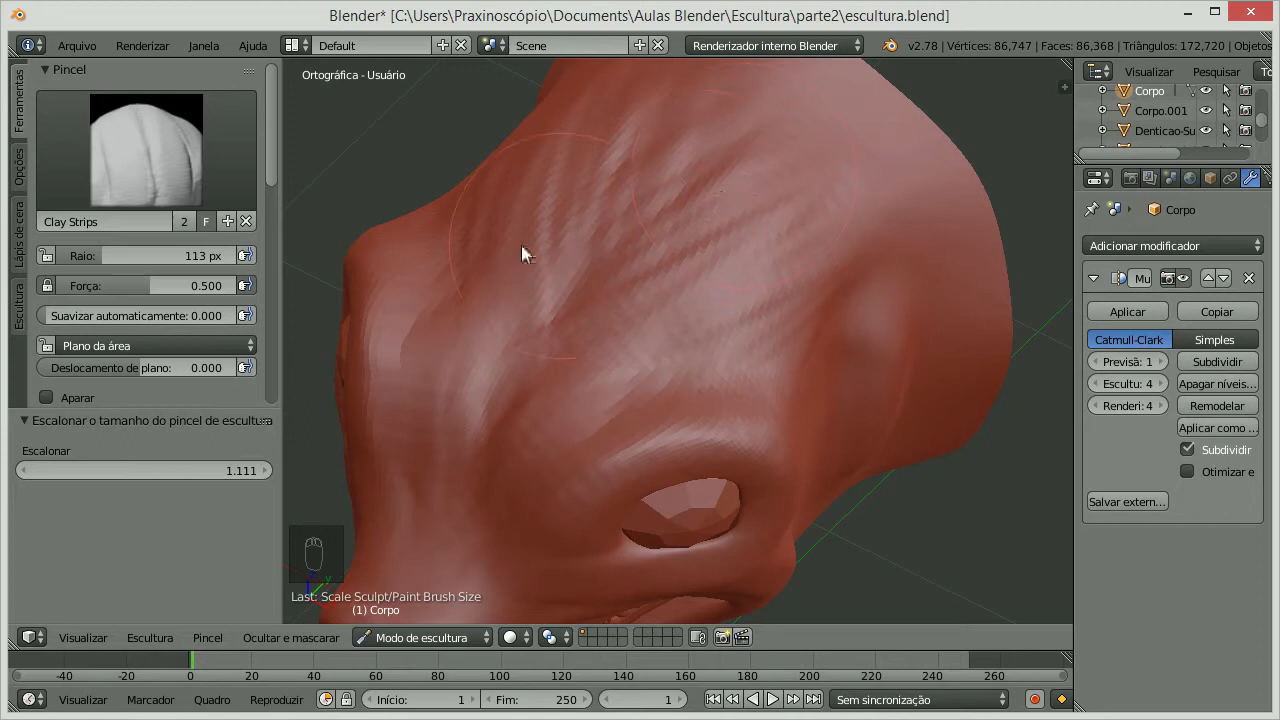 Blender* [C:\Users\Praxinoscópio\Documents\Aulas Blender\Escultura\parte2\escultura.blend]
Arquivo Renderizar Janela Ajuda Default Scene Renderizador interno Blender v2.78 | Vértices: 86,747 | Faces: 86,368 | Triângulos: 172,720 | Objetos
Ferramentas
Opções
Lápis de cera
Escultura
Pincel
Clay Strips 2 F
Raio: 113 px
Força: 0.500
Suavizar automaticamente: 0.000
Plano da área
Deslocamento de plano: 0.000
Aparar
Escalonar o tamanho do pincel de escultura
Escalonar
1.111
Ortográfica - Usuário
y
Last: Scale Sculpt/Paint Brush Size
(1) Corpo
Visualizar Pesquisar To
Corpo
Corpo.001
Denticao-Su
Corpo
Adicionar modificador
Mu
Aplicar Copiar
Catmull-Clark Simples
Previsã: 1 Subdividir
Escultu: 4 Apagar níveis...
Renderi: 4 Remodelar
Aplicar como ...
Subdividir
Otimizar e
Salvar extern...
Visualizar Escultura Pincel Ocultar e mascarar Modo de escultura
-40 -20 0 20 40 60 80 100 120 140 160 180 200 220 240 260
Visualizar Marcador Quadro Reproduzir Início: 1 Fim: 250 1 Sem sincronização